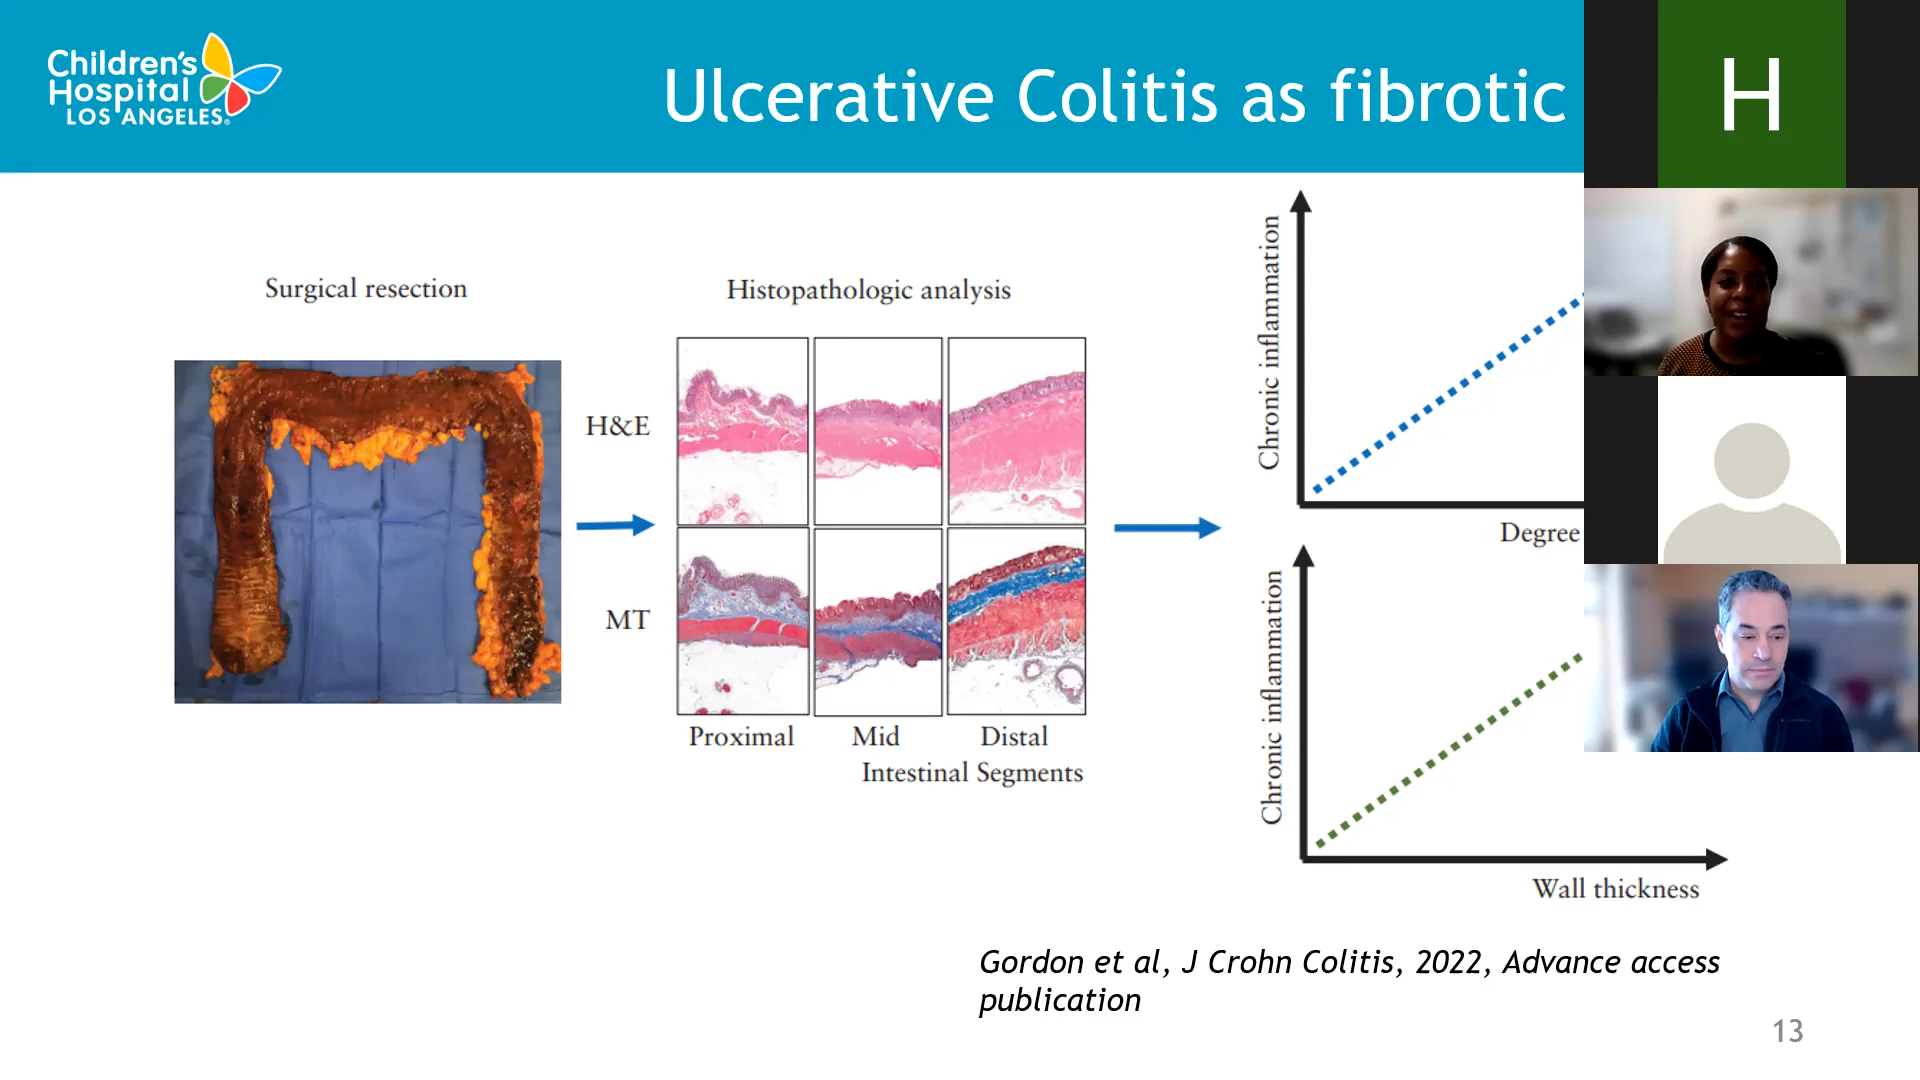 Children's
Hospital
LOS ANGELES®
Ulcerative Colitis as fibrotic
H
Surgical resection
Histopathologic analysis
H&E
MT
Proximal
Mid
Distal
Intestinal Segments
Chronic inflammation
Degree
Chronic inflammation
Wall thickness
Gordon et al, J Crohn Colitis, 2022, Advance access
publication
13